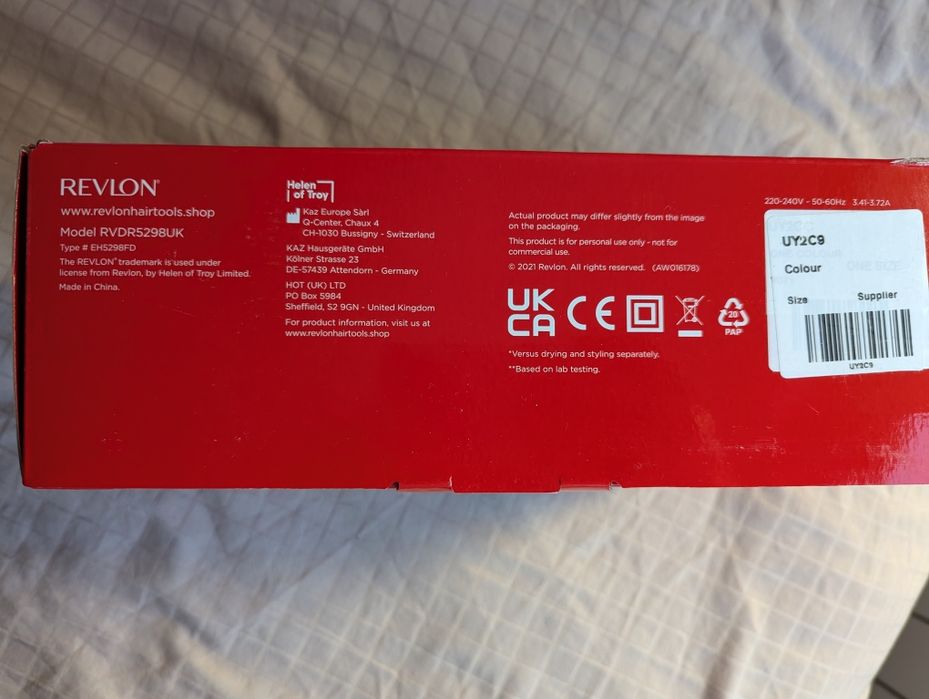 REVLON®
www.revlonhairtools.shop
Model RVDR5298UK
Type # EH5298FD
The REVLON® trademark is used under
license from Revlon, by Helen of Troy Limited.
Made in China.
Helen
of Troy
Kaz Europe Sàrl
Q-Center, Chaux 4
CH-1030 Bussigny - Switzerland
KAZ Hausgeräte GmbH
Kölner Strasse 23
DE-57439 Attendorn - Germany
HOT (UK) LTD
PO Box 5984
Sheffield, S2 9GN - United Kingdom
For product information, visit us at
www.revlonhairtools.shop
Actual product may differ slightly from the image
on the packaging.
This product is for personal use only - not for
commercial use.
© 2021 Revlon. All rights reserved. (AW016178)
UK
CA
CE
20
PAP
*Versus drying and styling separately.
**Based on lab testing.
220-240V ~ 50-60Hz 3.41-3.72A
UY2C9
Colour ONE SIZE
Size Supplier
UY2C9